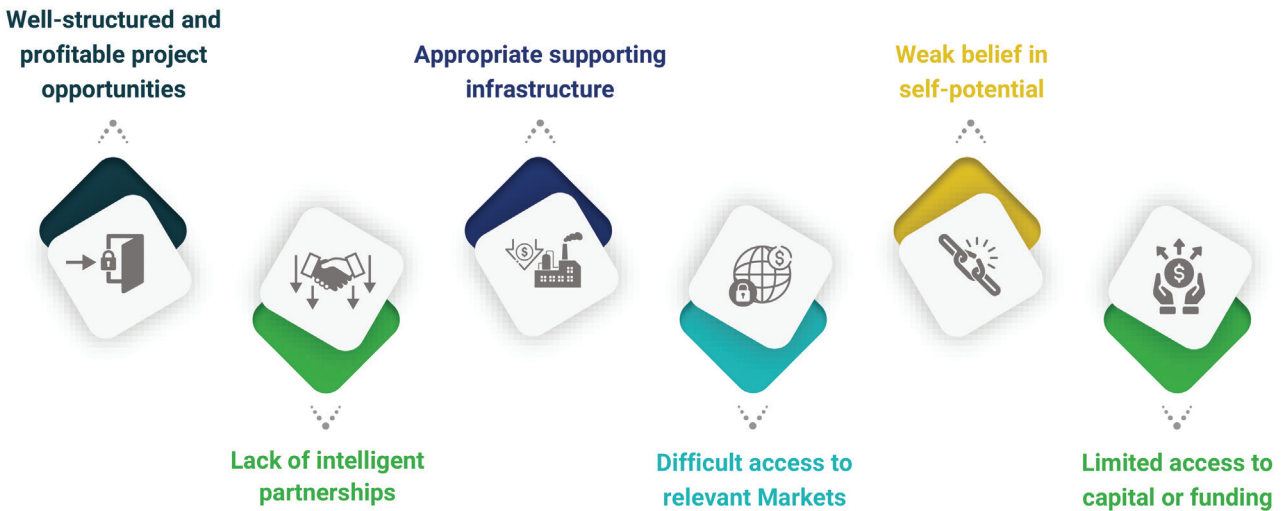 Well-structured and
profitable project
opportunities
Lack of intelligent
partnerships
Appropriate supporting
infrastructure
Difficult access to
relevant Markets
Weak belief in
self-potential
Limited access to
capital or funding